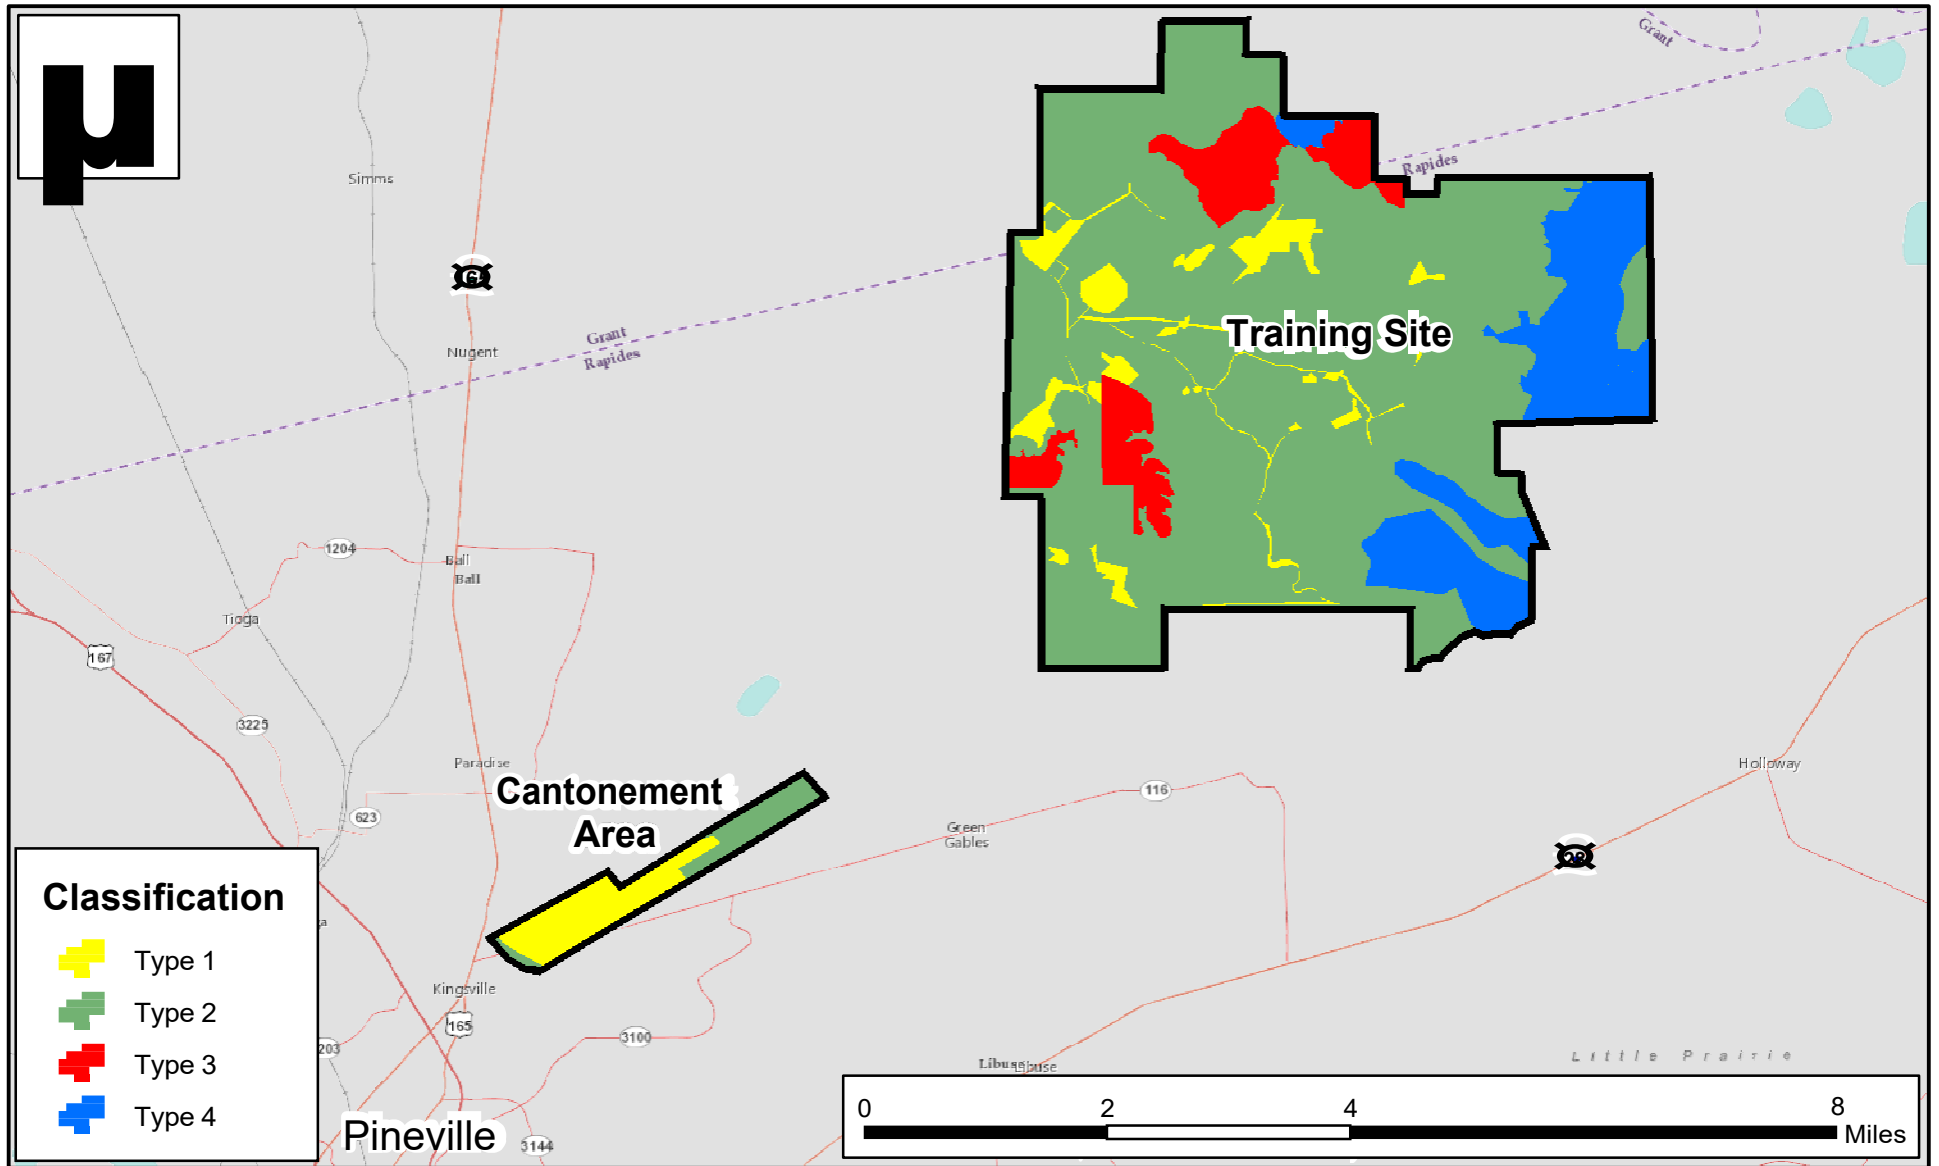 µ
Grant
Rapides
Simms
Nugent
Grant
Rapides
Training Site
1204
Ball
Ball
Tioga
167
3225
Paradise
Cantonement
Area
623
116
Green
Gables
Holloway
Classification
Type 1
Type 2
Type 3
Type 4
Kingsville
165
3100
203
Libuse
Libuse
Little Prairie
Pineville
3144
0
2
4
8
Miles